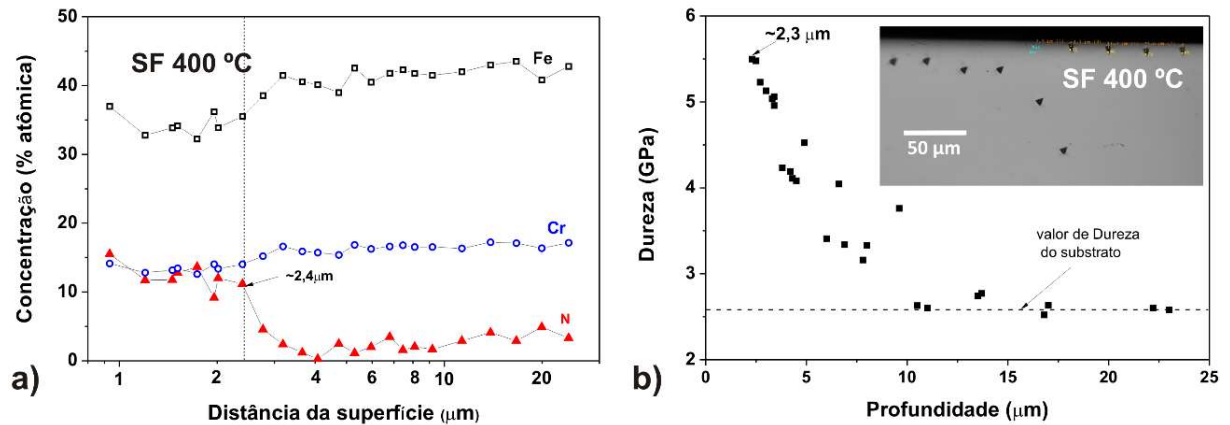 50
40
30
20
10
0
Concentração (% atômica)
SF 400 ºC
Fe
Cr
N
~2,4μm
1
2
4
6
8
10
20
Distância da superfície (μm)
a)
6
5
4
3
2
Dureza (GPa)
~2,3 μm
SF 400 ºC
50 μm
valor de Dureza
do substrato
0
5
10
15
20
25
Profundidade (μm)
b)